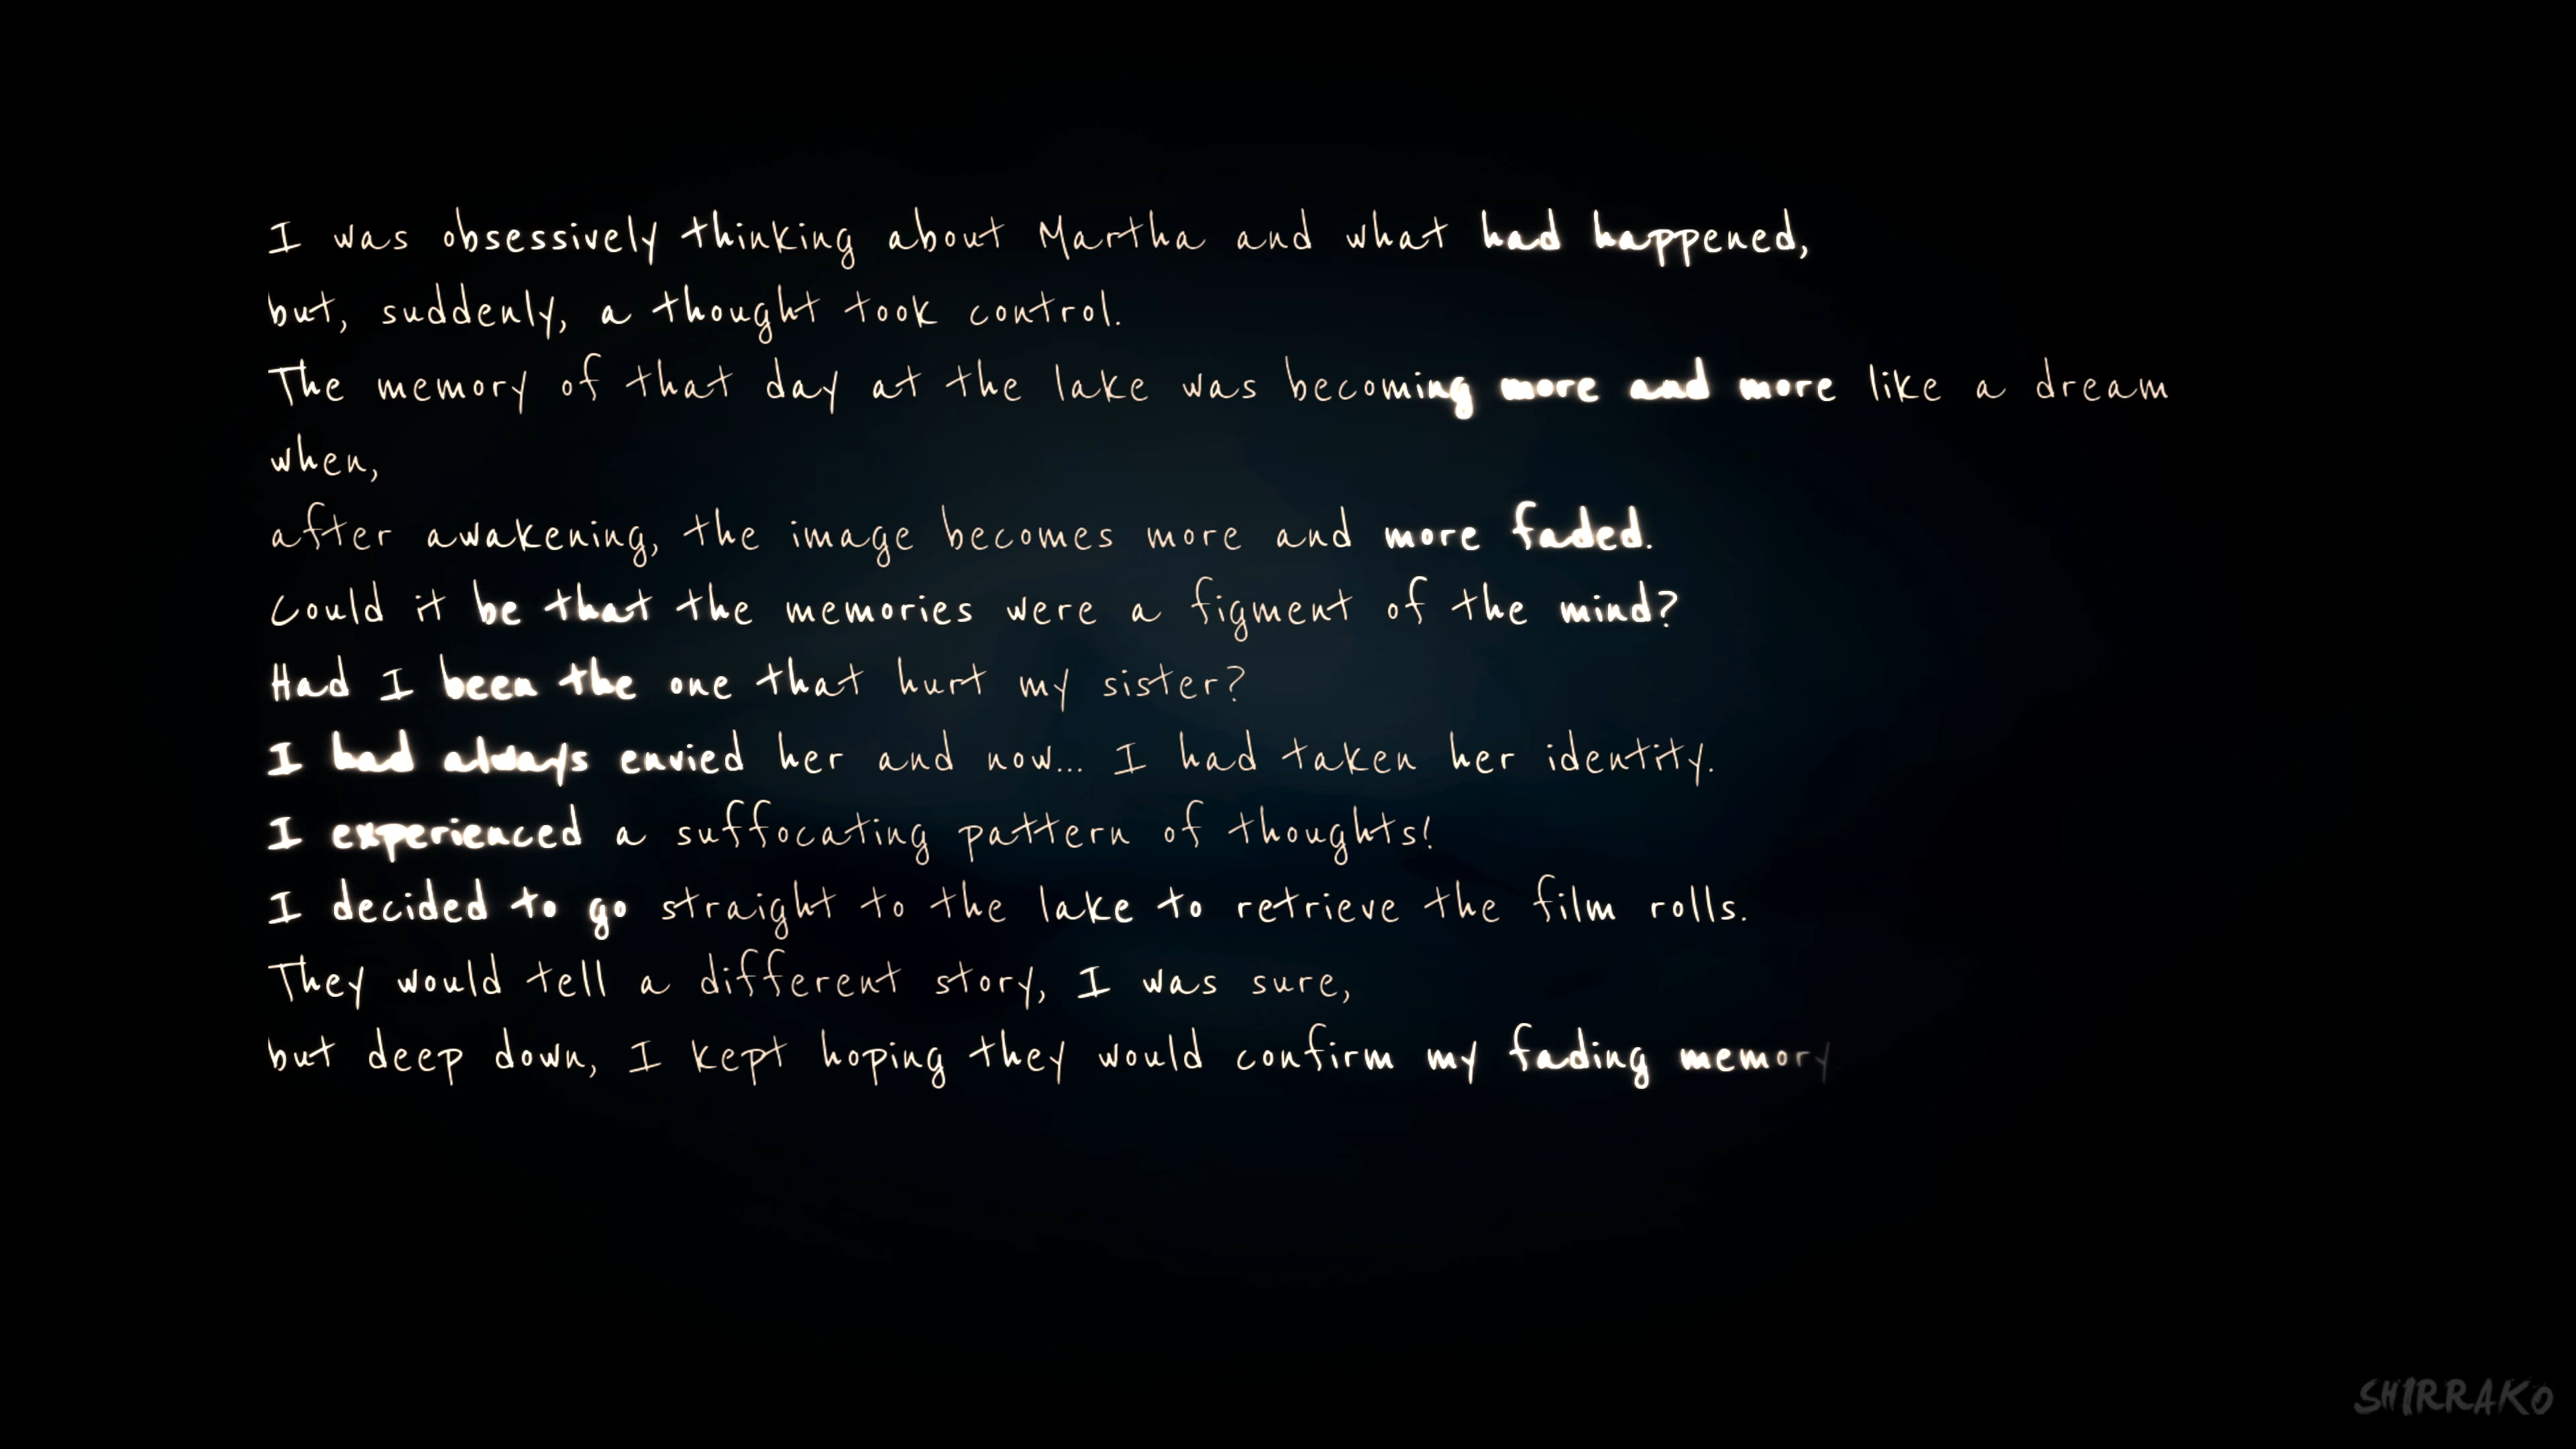 I was obsessively thinking about Martha and what had happened,
but, suddenly, a thought took control.
The memory of that day at the lake was becoming more and more like a dream
when,
after awakening, the image becomes more and more faded.
Could it be that the memories were a figment of the mind?
Had I been the one that hurt my sister?
I had always envied her and now... I had taken her identity.
I experienced a suffocating pattern of thoughts!
I decided to go straight to the lake to retrieve the film rolls.
They would tell a different story, I was sure,
but deep down, I kept hoping they would confirm my fading memory
SHIRRAKO